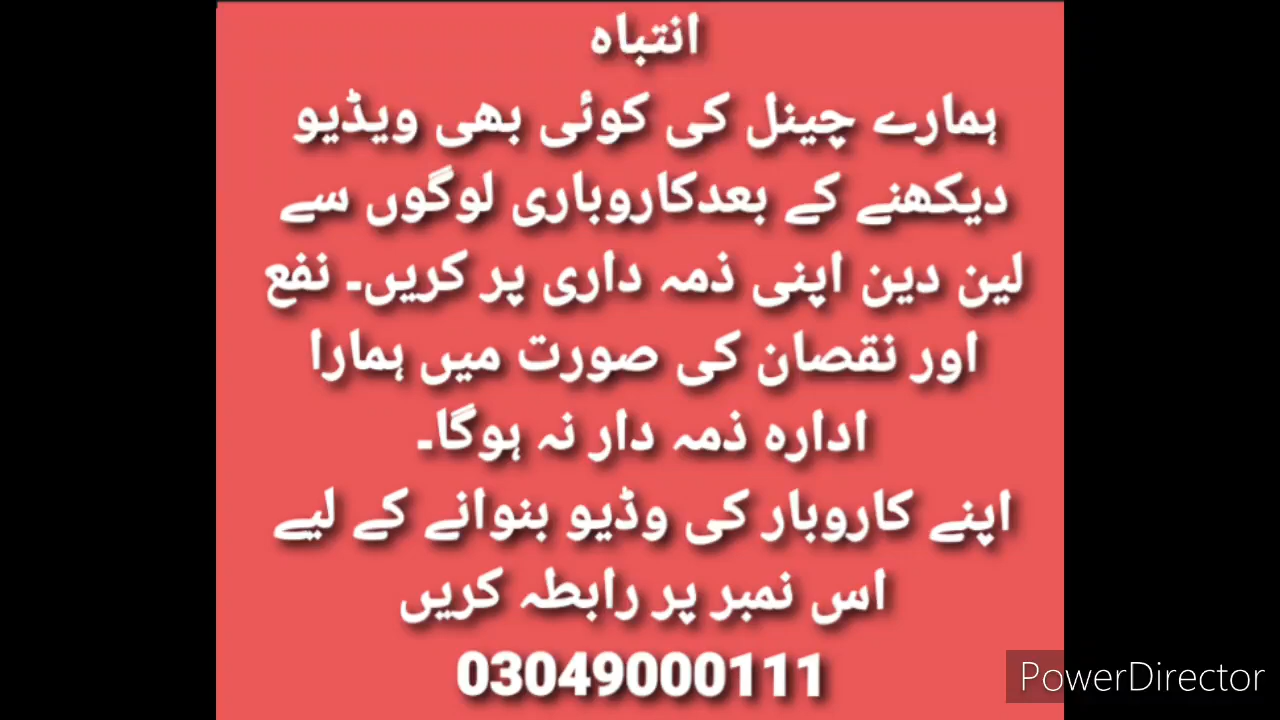 انتباہ
ہمارے چینل کی کوئی بھی ویڈیو
دیکھنے کے بعدکاروباری لوگوں سے
لین دین اپنی ذمہ داری پر کریں۔ نفع
اور نقصان کی صورت میں ہمارا
ادارہ ذمہ دار نہ ہوگا۔
اپنے کاروبار کی وڈیو بنوانے کے لیے
اس نمبر پر رابطہ کریں
03049000111
PowerDirector